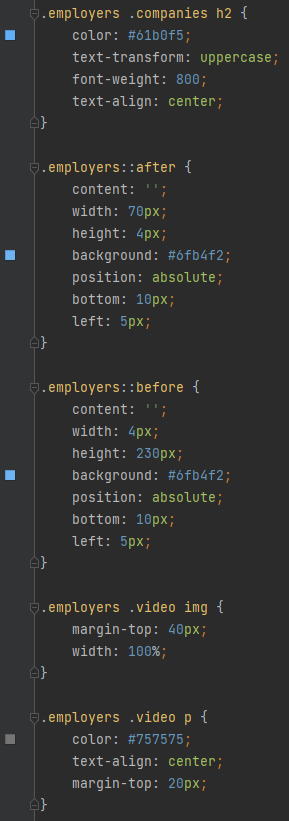 .employers .companies h2 {
    color: #61b0f5;
    text-transform: uppercase;
    font-weight: 800;
    text-align: center;
}

.employers::after {
    content: '';
    width: 70px;
    height: 4px;
    background: #6fb4f2;
    position: absolute;
    bottom: 10px;
    left: 5px;
}

.employers::before {
    content: '';
    width: 4px;
    height: 230px;
    background: #6fb4f2;
    position: absolute;
    bottom: 10px;
    left: 5px;
}

.employers .video img {
    margin-top: 40px;
    width: 100%;
}

.employers .video p {
    color: #757575;
    text-align: center;
    margin-top: 20px;
}